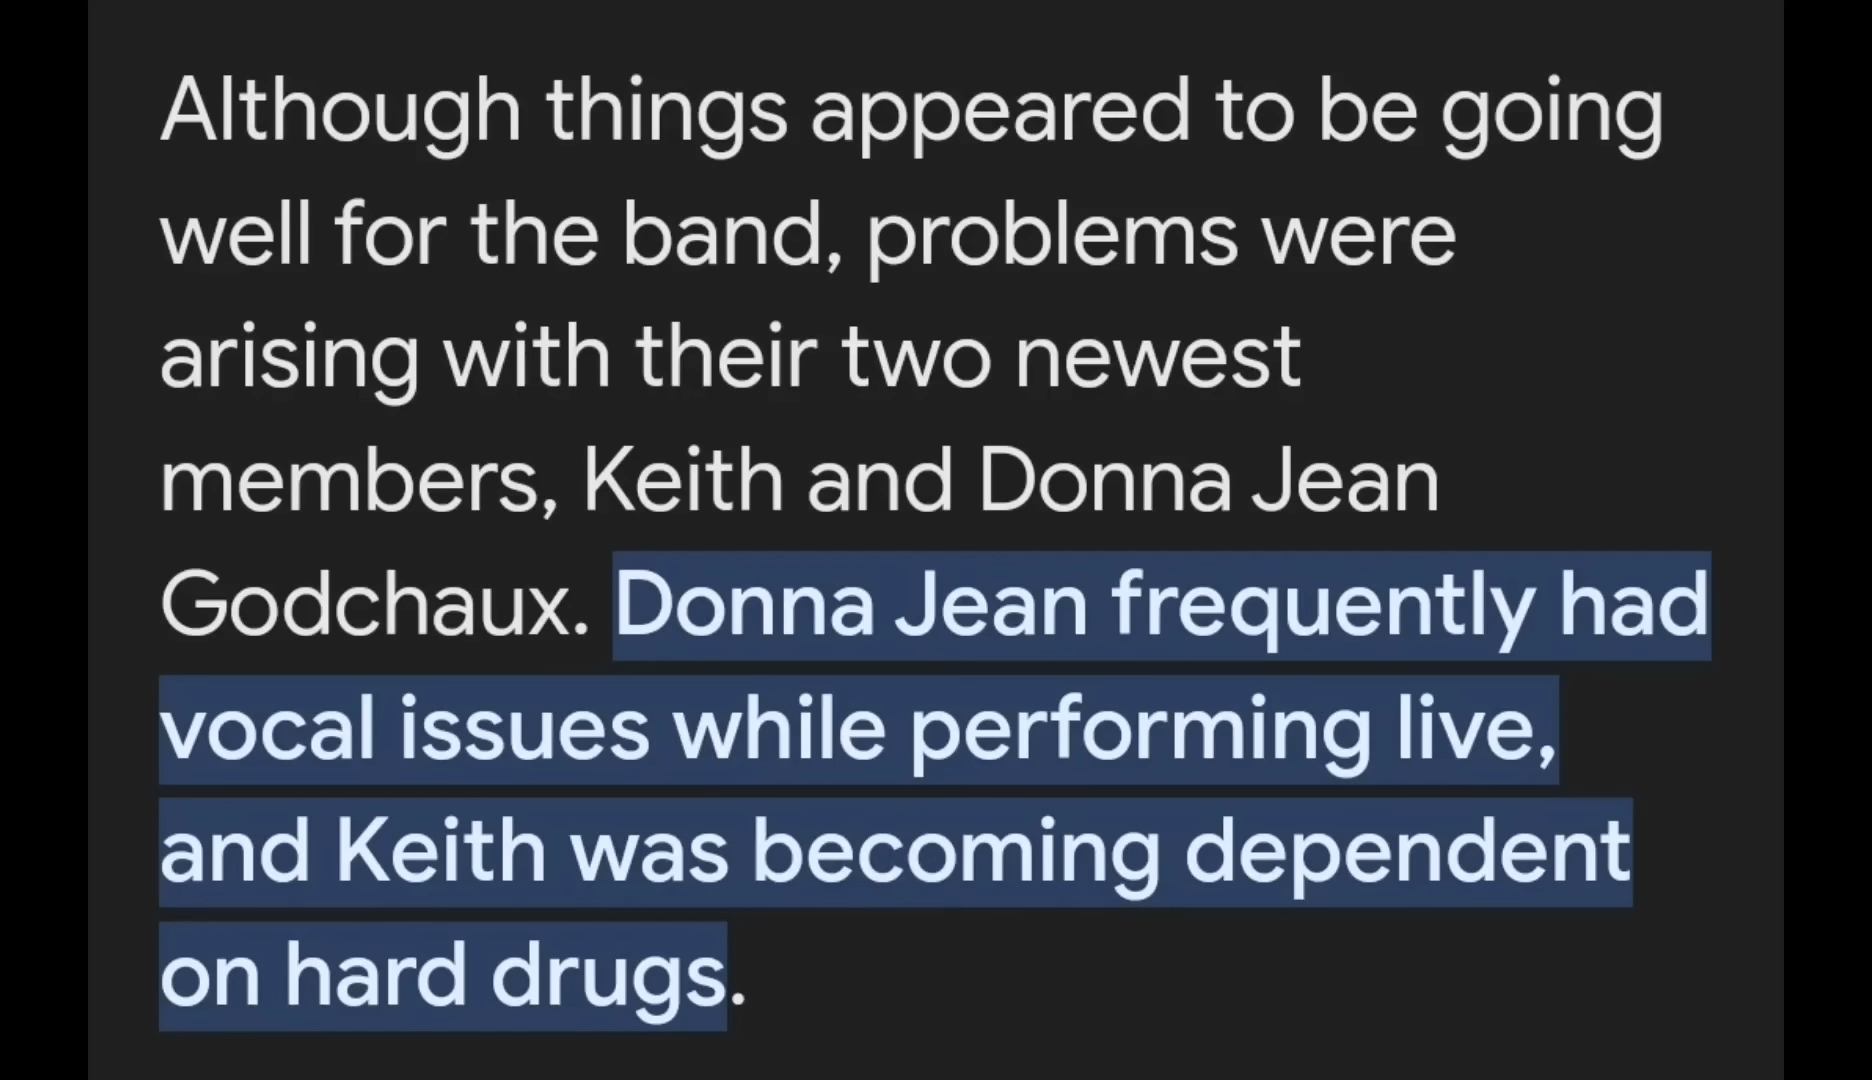 Although things appeared to be going
well for the band, problems were
arising with their two newest
members, Keith and Donna Jean
Godchaux. Donna Jean frequently had
vocal issues while performing live,
and Keith was becoming dependent
on hard drugs.